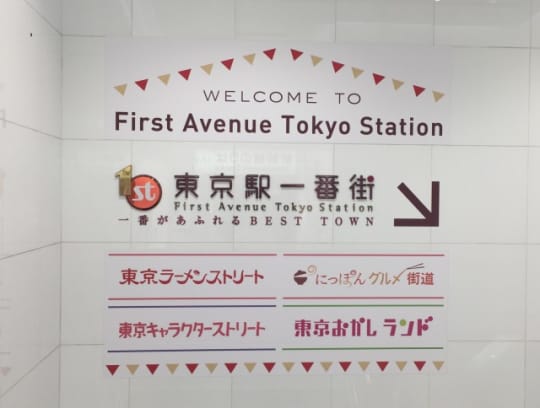 WELCOME TO
First Avenue Tokyo Station
1st 東京駅一番街
First Avenue Tokyo Station
一番があふれるBEST TOWN
東京ラーメンストリート
にっぽんグルメ街道
東京キャラクターストリート
東京おかしランド